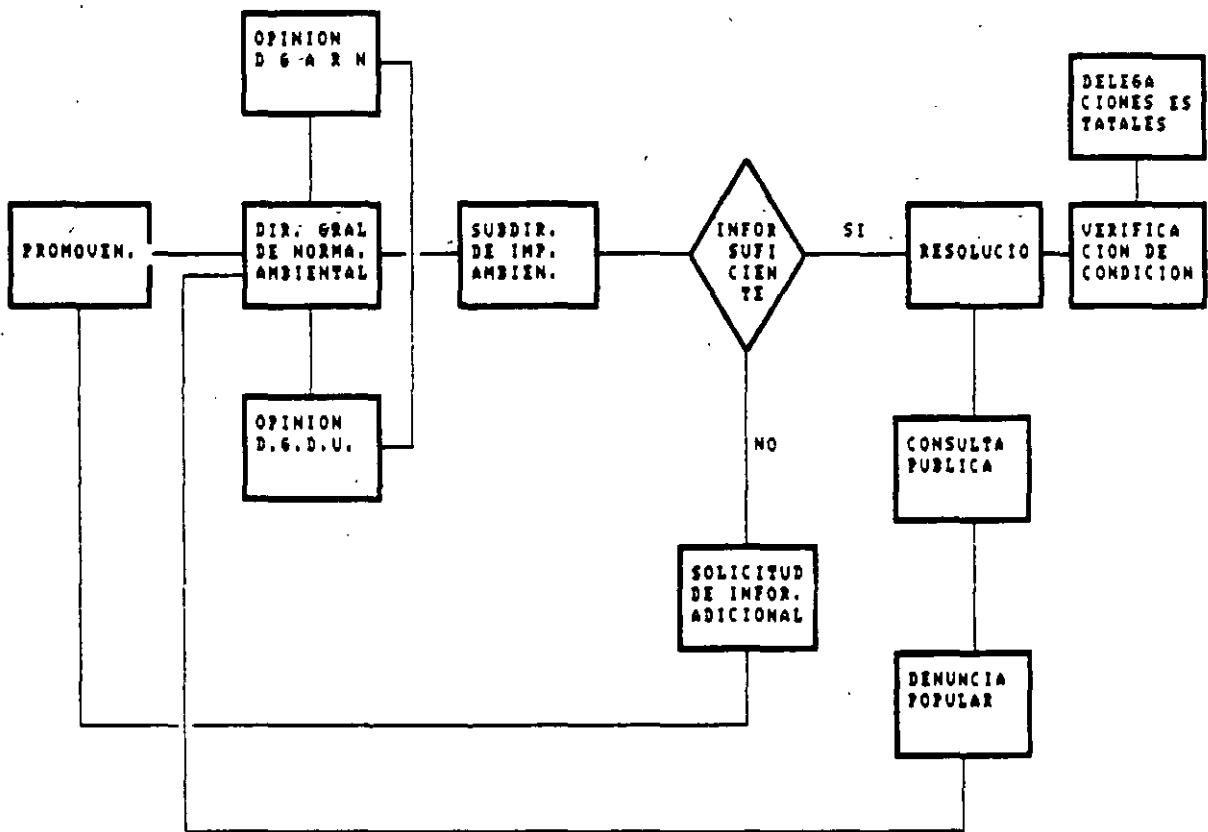 OPINION
D G A R N
DELEGA
CIONES ES
TATALES
PROMOVEN.
DIR. GRAL
DE NORMA.
AMBIENTAL
SUBDIR.
DE IMP.
AMBIEN.
INFOR
SUFI
CIEN
TE
SI
RESOLUCIO
VERIFICA
CION DE
CONDICION
OPINION
D.G.D.U.
NO
CONSULTA
PUBLICA
SOLICITUD
DE INFOR.
ADICIONAL
DENUNCIA
POPULAR